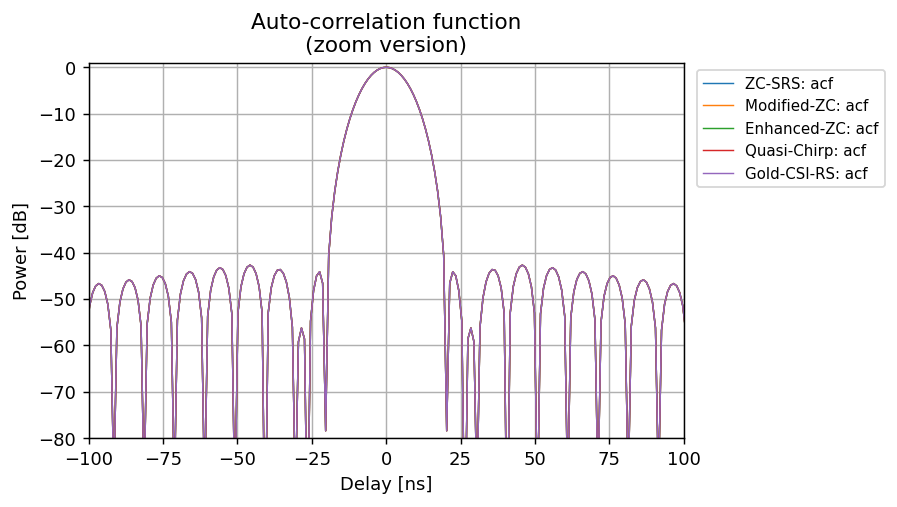 Auto-correlation function
(zoom version)
Power [dB]
0
−10
−20
−30
−40
−50
−60
−70
−80
−100
−75
−50
−25
0
25
50
75
100
Delay [ns]
ZC-SRS: acf
Modified-ZC: acf
Enhanced-ZC: acf
Quasi-Chirp: acf
Gold-CSI-RS: acf